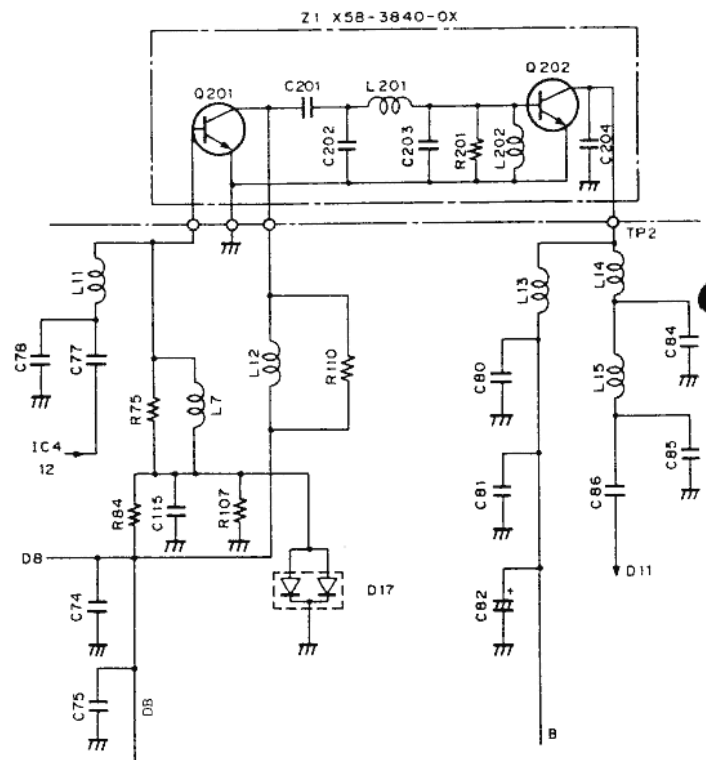 Z1 X58-3840-0X
Q201
C201
L201
Q202
C202
C203
R201
L202
C204
TP2
L11
L13
L14
C78
C77
L12
R110
C84
C80
L15
R75
L7
IC4
12
C85
C81
C86
R84
C115
R107
D8
D11
D17
C74
C82
+
C75
D8
B